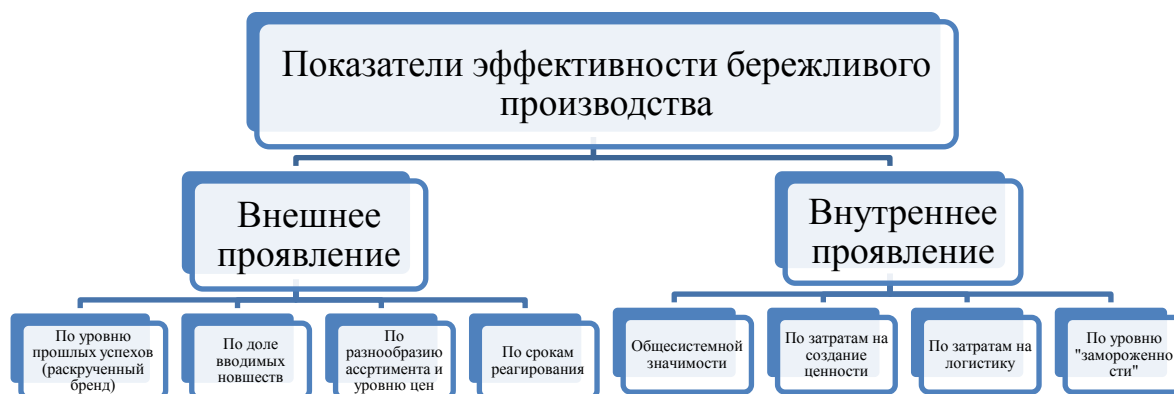 Показатели эффективности бережливого
производства
Внешнее
проявление
Внутреннее
проявление
По уровню
прошлых успехов
(раскрученный
бренд)
По доле
вводимых
новшеств
По
разнообразию
ассртимента и
уровню цен
По срокам
реагирования
Общесистемной
значимости
По затратам на
создание
ценности
По затратам на
логистику
По уровню
"замороженно
сти"